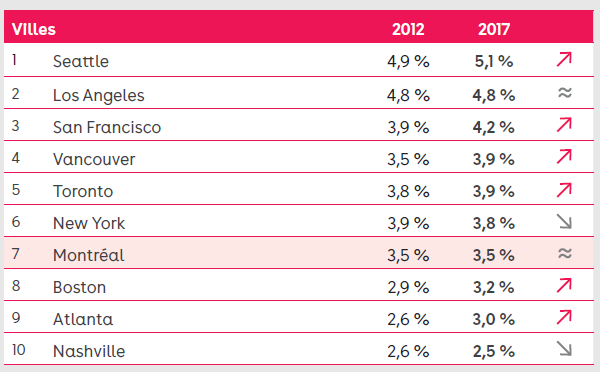 Villes 2012 2017
1 Seattle 4,9 % 5,1 % ↗
2 Los Angeles 4,8 % 4,8 % ≈
3 San Francisco 3,9 % 4,2 % ↗
4 Vancouver 3,5 % 3,9 % ↗
5 Toronto 3,8 % 3,9 % ↗
6 New York 3,9 % 3,8 % ↘
7 Montréal 3,5 % 3,5 % ≈
8 Boston 2,9 % 3,2 % ↗
9 Atlanta 2,6 % 3,0 % ↗
10 Nashville 2,6 % 2,5 % ↘